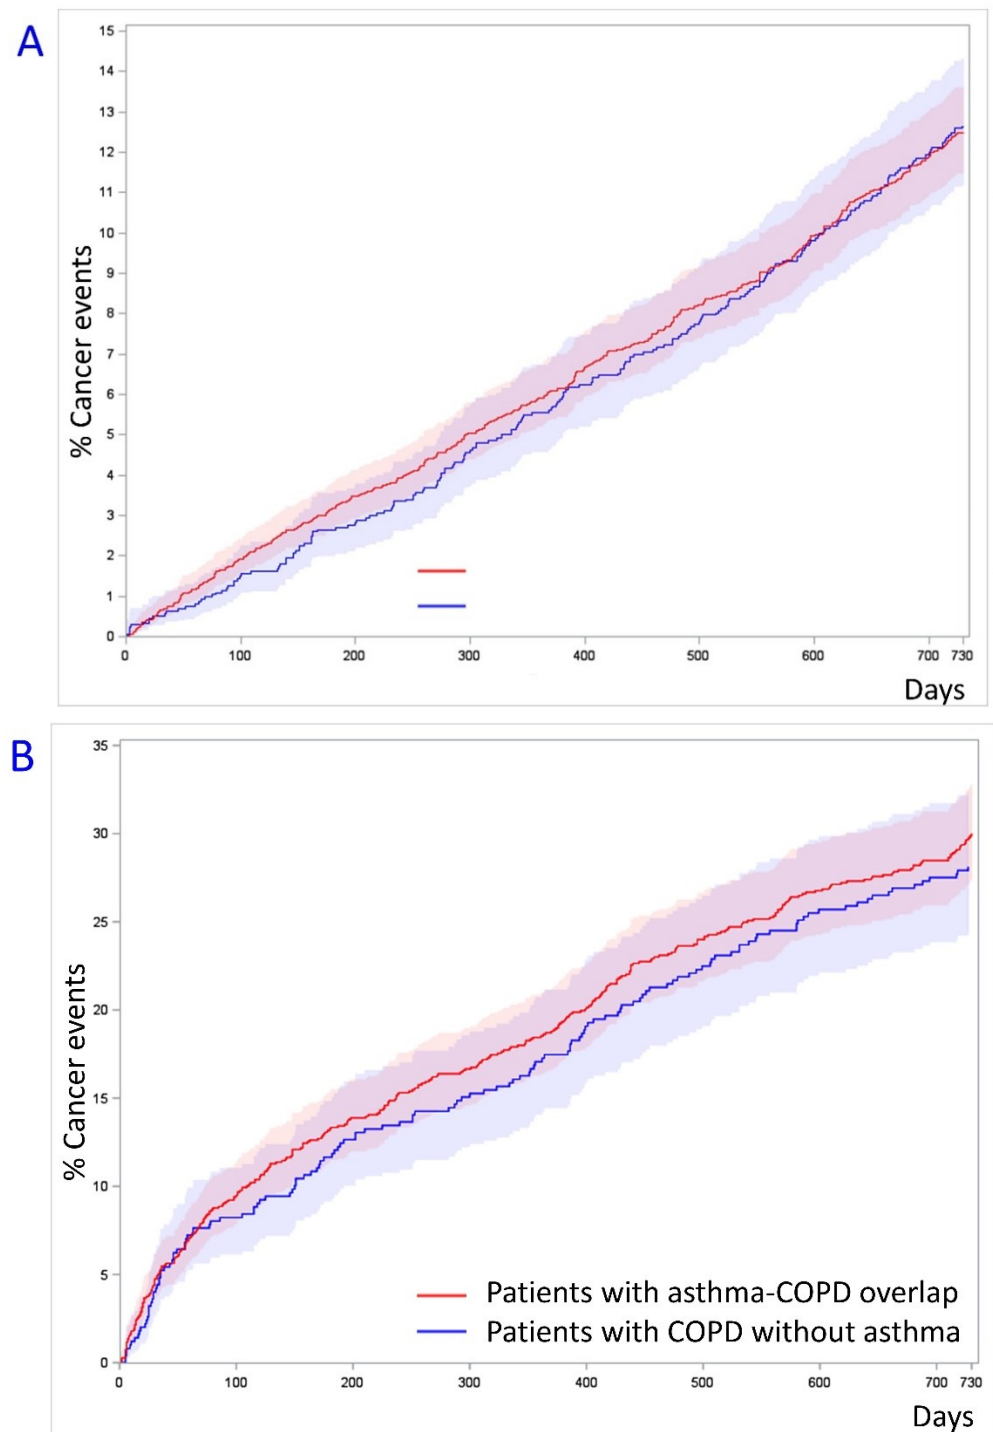 A
15
14
13
12
11
10
9
8
7
6
5
4
3
2
1
0
% Cancer events
0 100 200 300 400 500 600 700 730
Days
B
35
30
25
20
15
10
5
0
% Cancer events
Patients with asthma-COPD overlap
Patients with COPD without asthma
0 100 200 300 400 500 600 700 730
Days